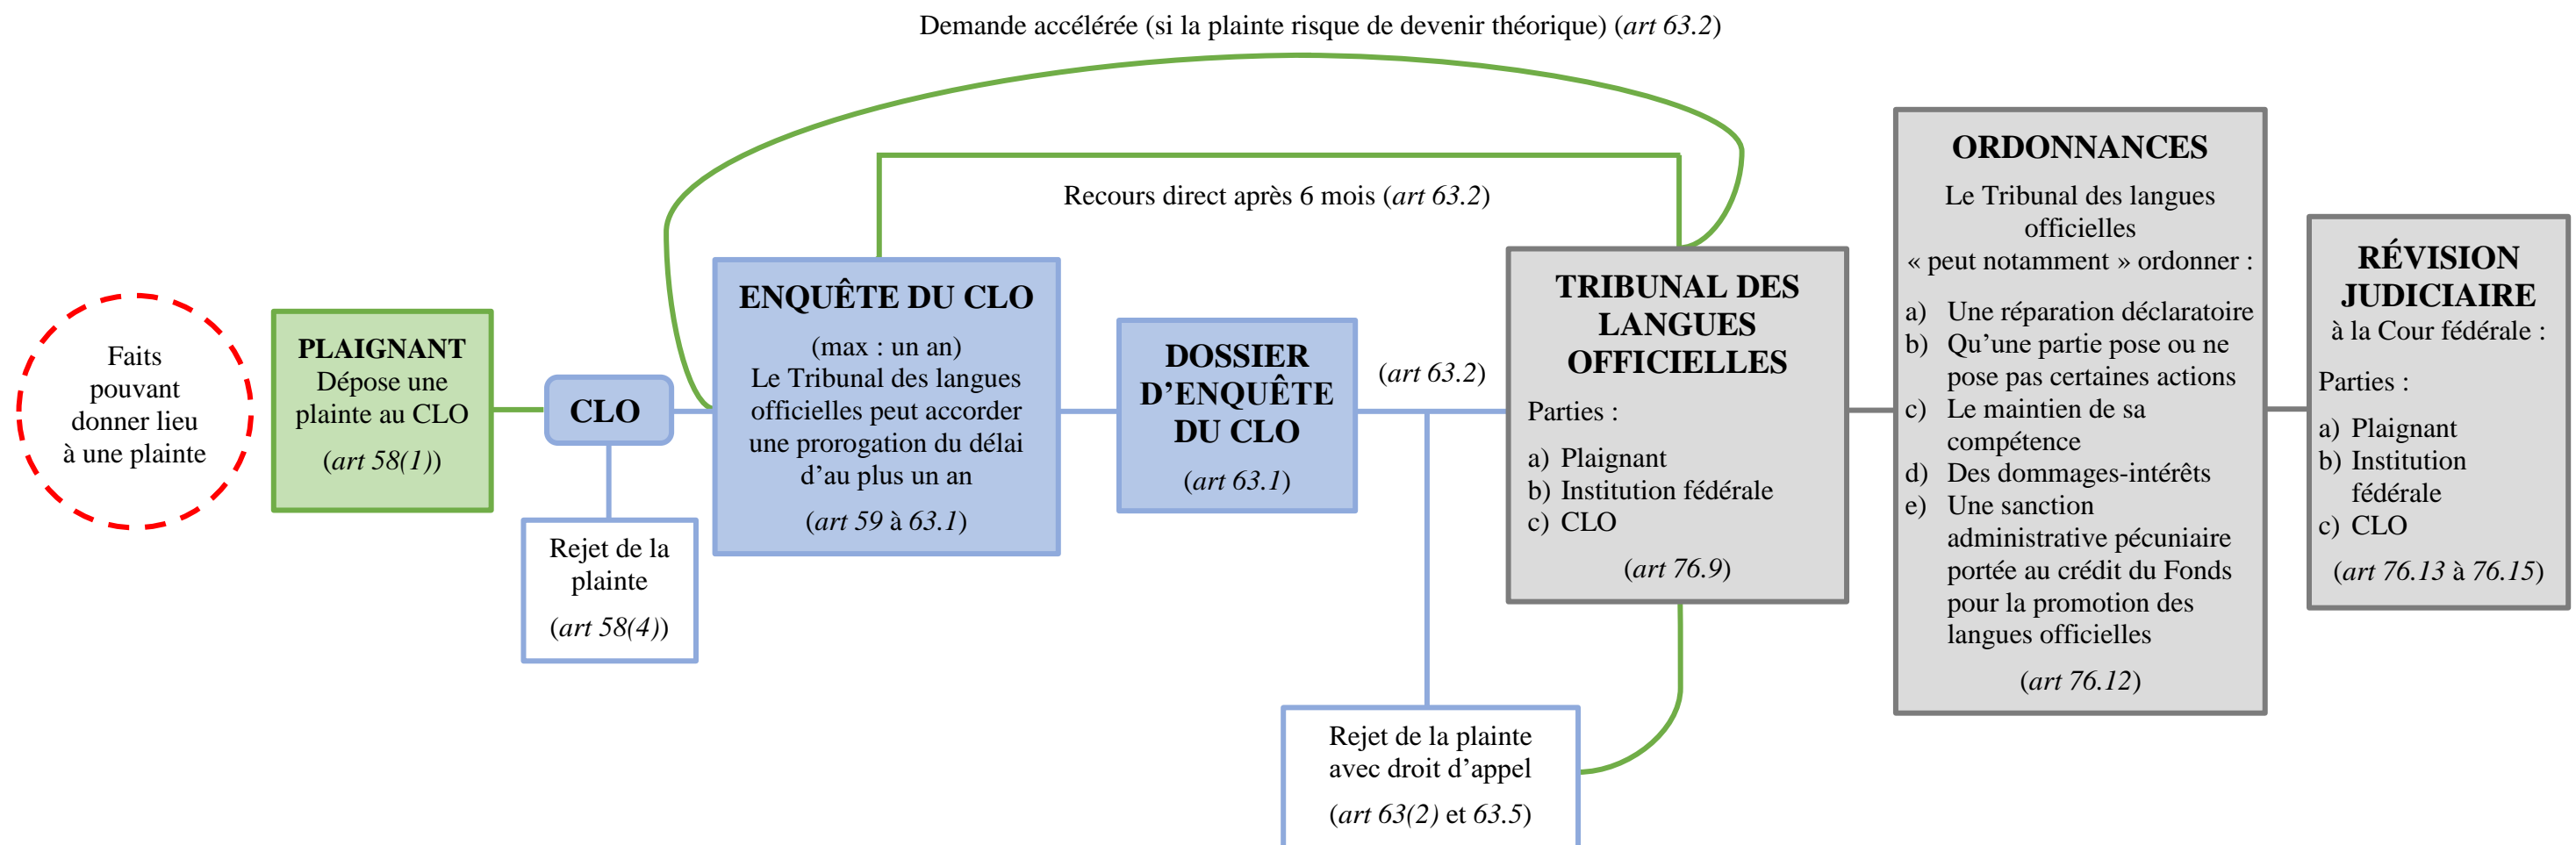 Demande accélérée (si la plainte risque de devenir théorique) (art 63.2)
Recours direct après 6 mois (art 63.2)
Faits
pouvant
donner lieu
à une plainte
PLAIGNANT
Dépose une
plainte au CLO
(art 58(1))
CLO
Rejet de la
plainte
(art 58(4))
ENQUÊTE DU CLO
(max : un an)
Le Tribunal des langues
officielles peut accorder
une prorogation du délai
d’au plus un an
(art 59 à 63.1)
DOSSIER
D’ENQUÊTE
DU CLO
(art 63.1)
(art 63.2)
Rejet de la plainte
avec droit d’appel
(art 63(2) et 63.5)
TRIBUNAL DES
LANGUES
OFFICIELLES
Parties :
a) Plaignant
b) Institution fédérale
c) CLO
(art 76.9)
ORDONNANCES
Le Tribunal des langues
officielles
« peut notamment » ordonner :
a) Une réparation déclaratoire
b) Qu’une partie pose ou ne
pose pas certaines actions
c) Le maintien de sa
compétence
d) Des dommages-intérêts
e) Une sanction
administrative pécuniaire
portée au crédit du Fonds
pour la promotion des
langues officielles
(art 76.12)
RÉVISION
JUDICIAIRE
à la Cour fédérale :
Parties :
a) Plaignant
b) Institution
fédérale
c) CLO
(art 76.13 à 76.15)